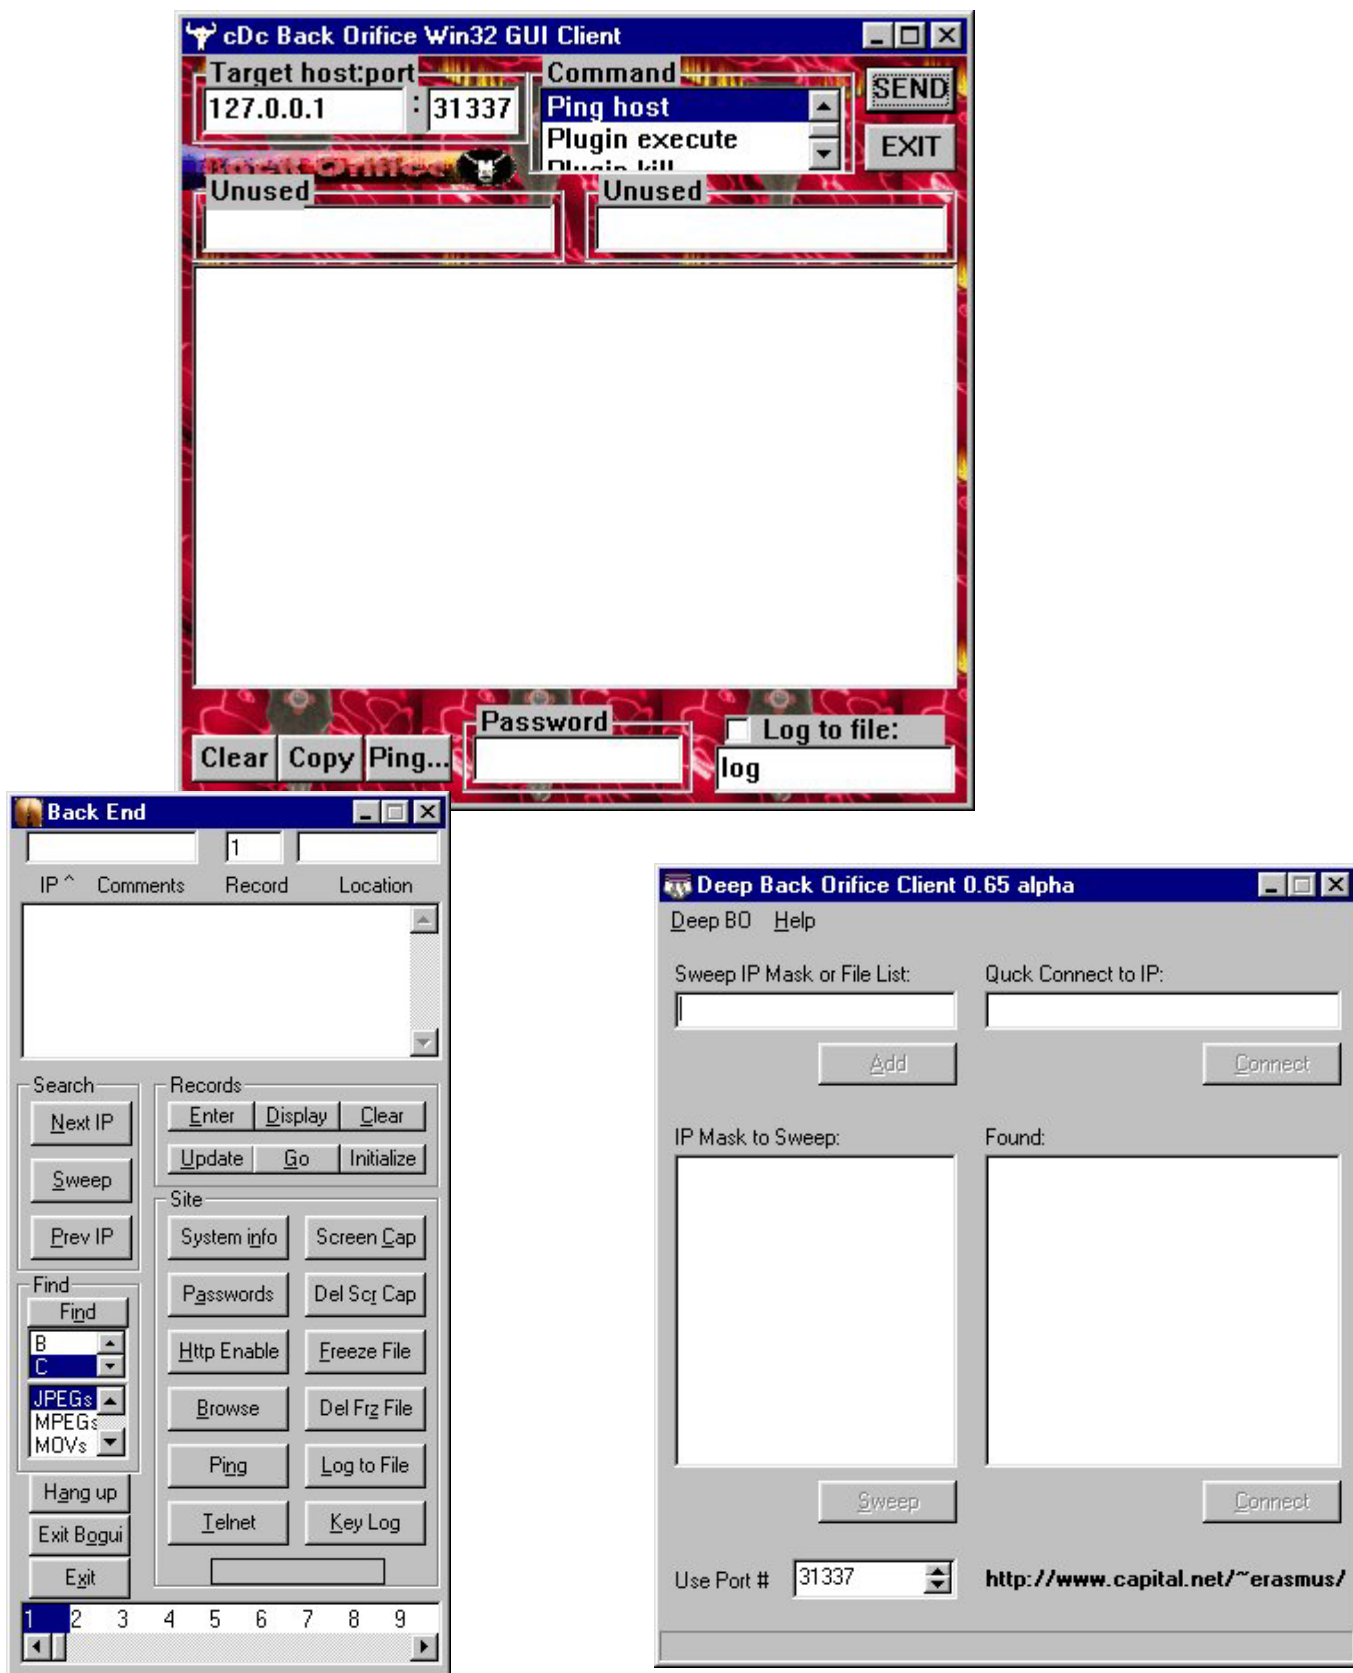 cDc Back Orifice Win32 GUI Client
Target host:port
Command
127.0.0.1 : 31337
Ping host
Plugin execute
Plugin kill
SEND
EXIT
Back Orifice
Unused
Unused
Password
Log to file:
Clear Copy Ping...
log
Back End
1
IP ^ Comments Record Location
Search
Next IP
Sweep
Prev IP
Records
Enter Display Clear
Update Go Initialize
Site
System info Screen Cap
Passwords Del Scr Cap
Http Enable Freeze File
Browse Del Frz File
Ping Log to File
Telnet Key Log
Find
Find
B
C
JPEGs
MPEGs
MOVs
Hang up
Exit Bogui
Exit
1 2 3 4 5 6 7 8 9
Deep Back Orifice Client 0.65 alpha
Deep BO Help
Sweep IP Mask or File List: Quck Connect to IP:
Add Connect
IP Mask to Sweep: Found:
Sweep Connect
Use Port # 31337 http://www.capital.net/~erasmus/